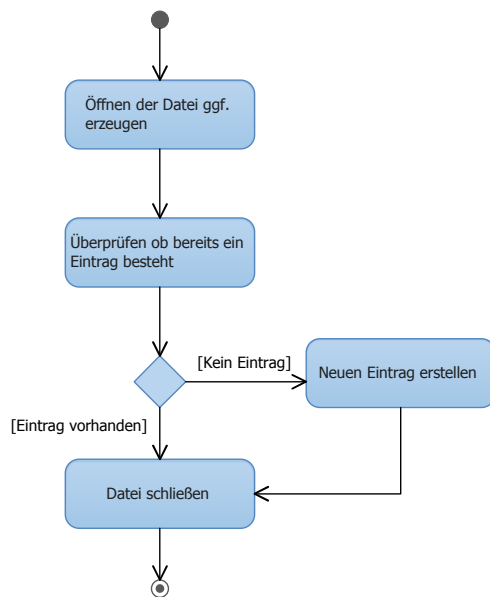 Öffnen der Datei ggf.
erzeugen
Überprüfen ob bereits ein
Eintrag besteht
[Kein Eintrag]
Neuen Eintrag erstellen
[Eintrag vorhanden]
Datei schließen